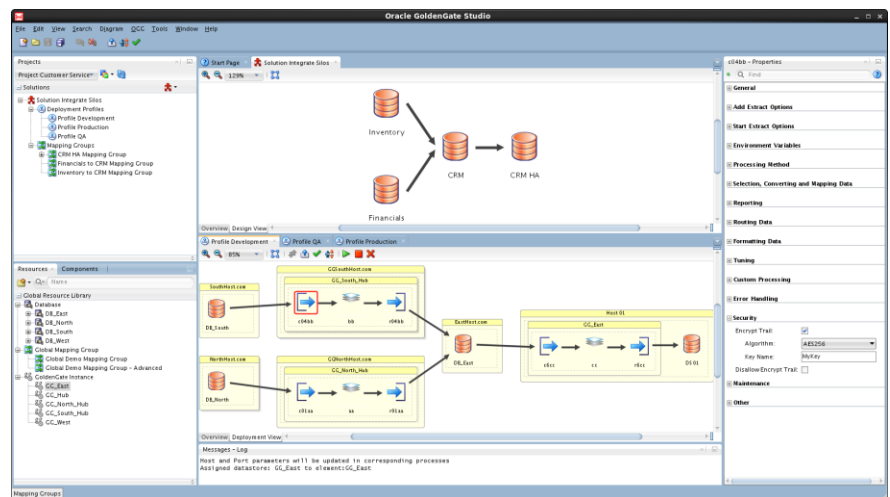 Oracle GoldenGate Studio
File Edit View Search Diagram OGG Tools Window Help
Projects
Project Customer Service
Solutions
Solution Integrate Silos
Deployment Profiles
Profile Development
Profile Production
Profile QA
Mapping Groups
CRM HA Mapping Group
Financials to CRM Mapping Group
Inventory to CRM Mapping Group
Resources Components
Name
Global Resource Library
Database
DB_East
DB_North
DB_South
DB_West
Global Mapping Group
Global Demo Mapping Group
Global Demo Mapping Group - Advanced
GoldenGate Instance
GG_East
GG_Hub
GG_North_Hub
GG_South_Hub
GG_West
Mapping Groups
Start Page Solution Integrate Silos
129%
Inventory
CRM
CRM HA
Financials
Overview Design View
Profile Development Profile QA Profile Production
85%
GGSouthHost.com
GG_South_Hub
SouthHost.com
DB_South
c04bb bb r04bb
EastHost.com
DB_East
Host 01
GG_East
c6cc cc r6cc
DS 01
NorthHost.com
DB_North
GGNorthHost.com
GG_North_Hub
c01aa aa r01aa
Overview Deployment View
Messages - Log
Host and Port parameters will be updated in corresponding processes
Assigned datastore: GG_East to element:GG_East
c04bb - Properties
Find
General
Add Extract Options
Start Extract Options
Environment Variables
Processing Method
Selection, Converting and Mapping Data
Reporting
Routing Data
Formatting Data
Tuning
Custom Processing
Error Handling
Security
Encrypt Trail:
Algorithm: AES256
Key Name: MyKey
Disallow Encrypt Trail:
Maintenance
Other